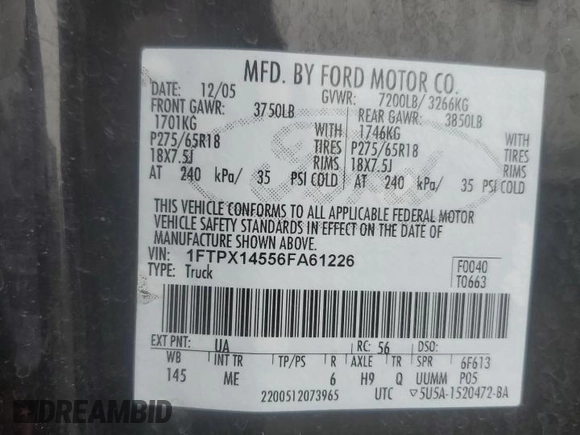 MFD. BY FORD MOTOR CO.
DATE: 12/05 GVWR: 7200LB/ 3266KG
FRONT GAWR: 3750LB REAR GAWR: 3850LB
1701KG WITH 1746KG WITH
P275/65R18 TIRES P275/65R18 TIRES
18X7.5J RIMS 18X7.5J RIMS
AT 240 kPa/ 35 PSI COLD AT 240 kPa/ 35 PSI COLD
THIS VEHICLE CONFORMS TO ALL APPLICABLE FEDERAL MOTOR
VEHICLE SAFETY STANDARDS IN EFFECT ON THE DATE OF
MANUFACTURE SHOWN ABOVE.
VIN: 1FTPX14556FA61226 F0040
TYPE: Truck T0663
EXT PNT: UA RC: 56 DSO:
WB INT TR TP/PS R AXLE TR SPR 6F613
145 ME 6 H9 Q UUMM P05
2200512073965 UTC ▽5U5A-1520472-BA
DREAMBID